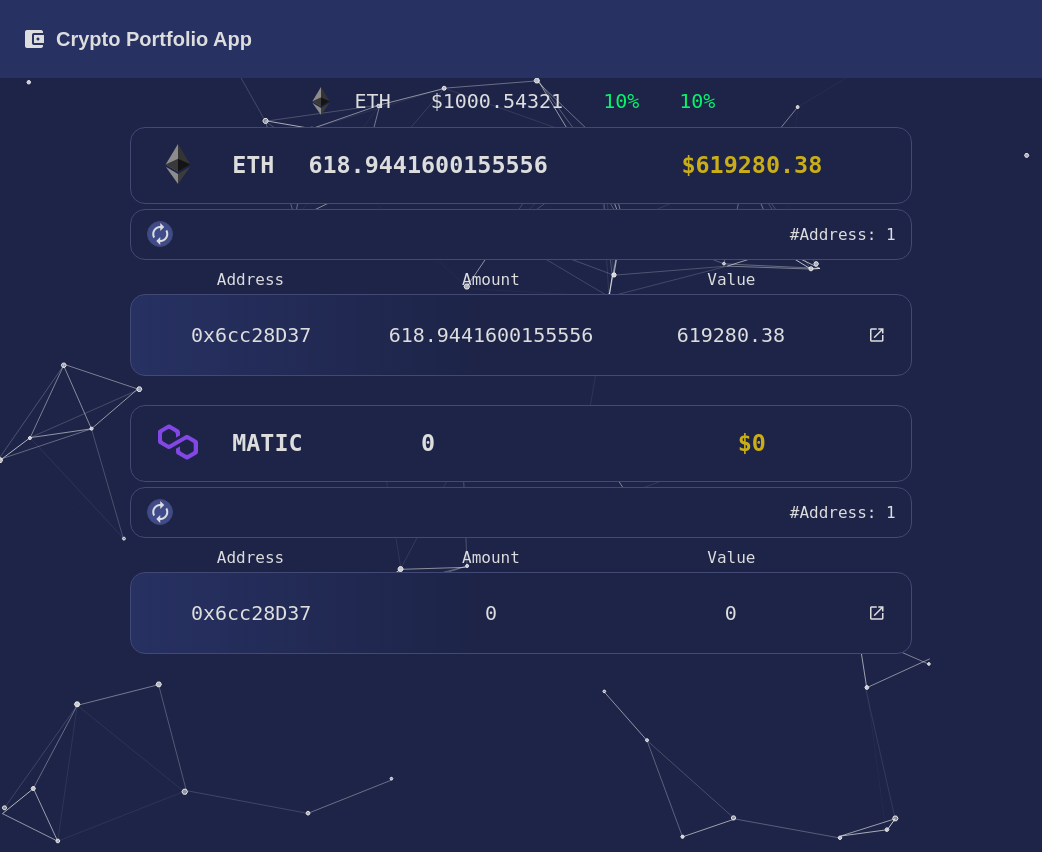 Crypto Portfolio App
ETH $1000.54321 10% 10%
ETH 618.9441600155556 $619280.38
#Address: 1
Address Amount Value
0x6cc28D37 618.9441600155556 619280.38
MATIC 0 $0
#Address: 1
Address Amount Value
0x6cc28D37 0 0